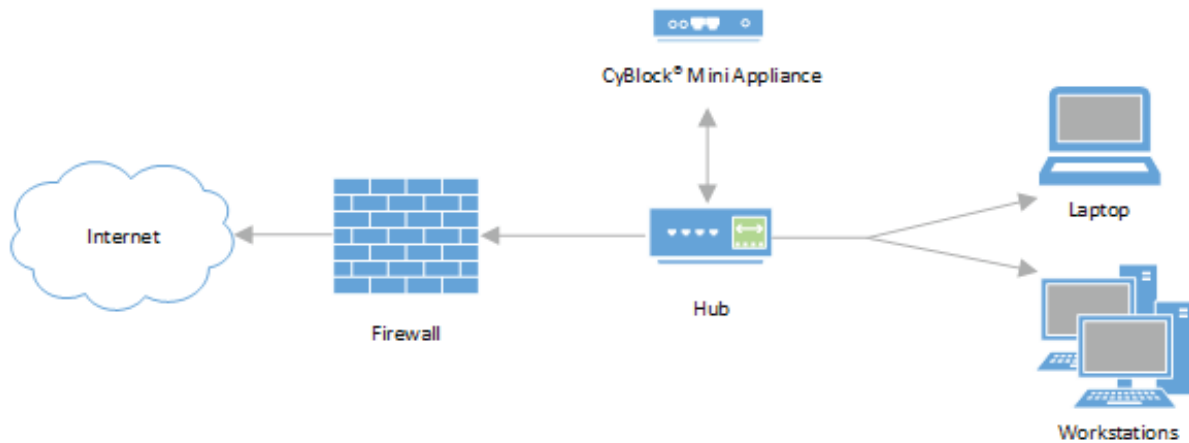 CyBlock® Mini Appliance
Internet
Laptop
Hub
Firewall
Workstations